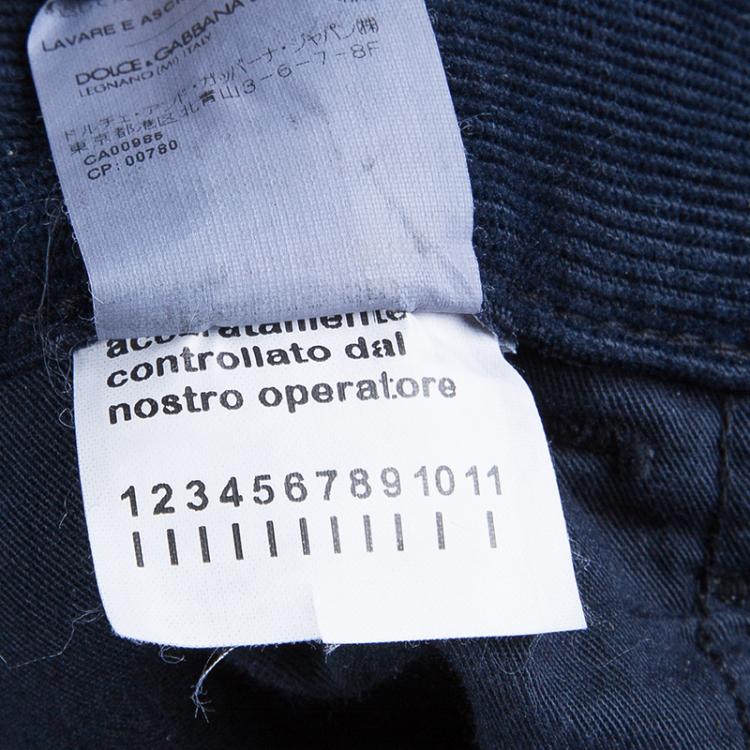 LAVARE E ASCI
DOLCE & GABBANA
LEGNANO (MI) ITALY
ドルチェ・アンド・ガッバーナ・ジャパン㈱
東京都港区北青山3-6-7-8F
CA00985
CP: 00780
accuratamente
controllato dal
nostro operatore
1 2 3 4 5 6 7 8 9 10 11